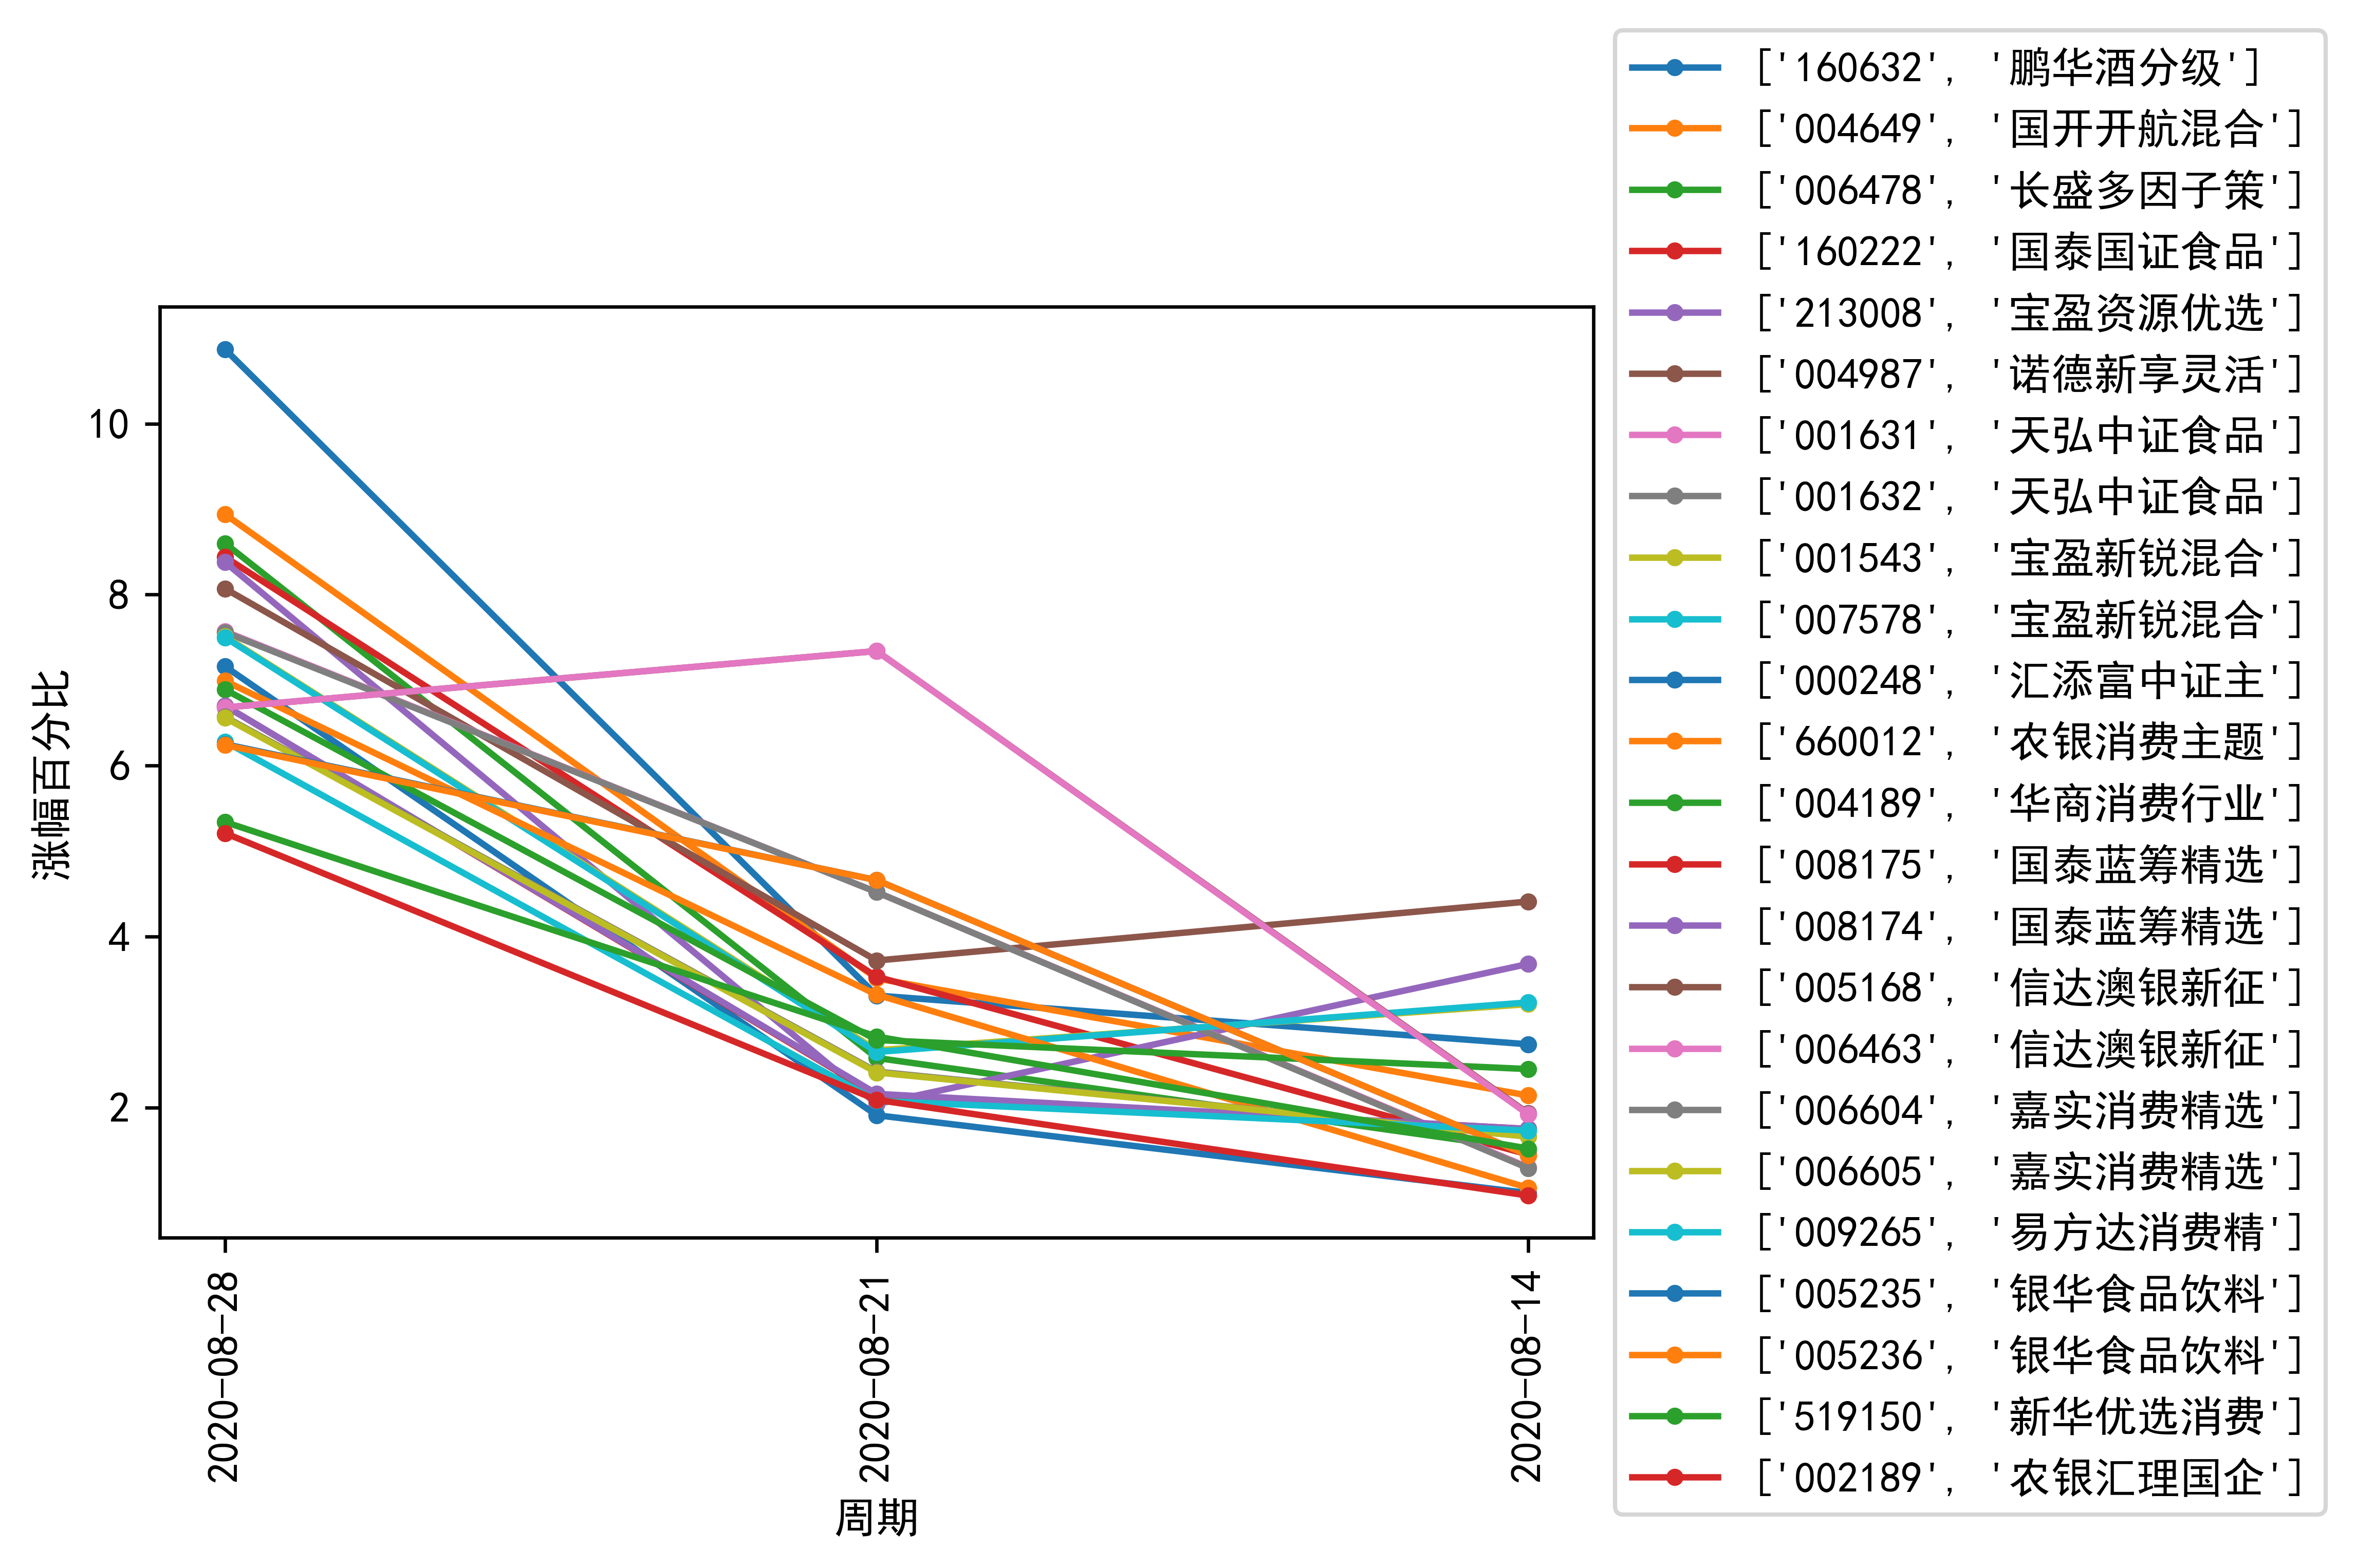 ['160632', '鹏华酒分级']
['004649', '国开开航混合']
['006478', '长盛多因子策']
['160222', '国泰国证食品']
['213008', '宝盈资源优选']
['004987', '诺德新享灵活']
['001631', '天弘中证食品']
['001632', '天弘中证食品']
['001543', '宝盈新锐混合']
['007578', '宝盈新锐混合']
['000248', '汇添富中证主']
['660012', '农银消费主题']
['004189', '华商消费行业']
['008175', '国泰蓝筹精选']
['008174', '国泰蓝筹精选']
['005168', '信达澳银新征']
['006463', '信达澳银新征']
['006604', '嘉实消费精选']
['006605', '嘉实消费精选']
['009265', '易方达消费精']
['005235', '银华食品饮料']
['005236', '银华食品饮料']
['519150', '新华优选消费']
['002189', '农银汇理国企']
涨幅百分比
10
8
6
4
2
2020-08-28
2020-08-21
2020-08-14
周期